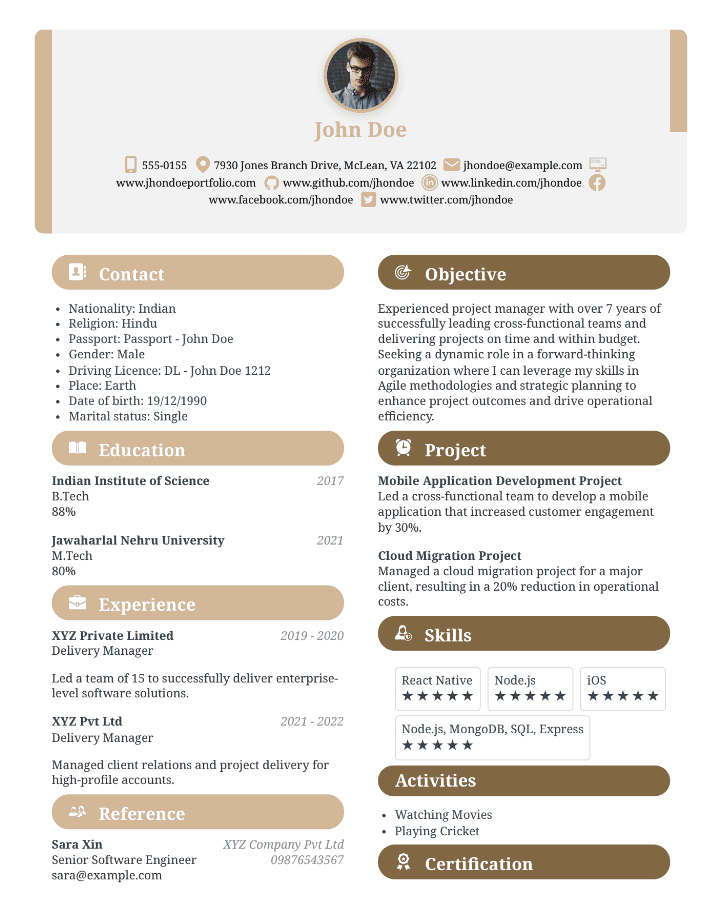 John Doe
555-0155 7930 Jones Branch Drive, McLean, VA 22102 jhondoe@example.com
www.jhondoeportfolio.com www.github.com/jhondoe www.linkedin.com/jhondoe
www.facebook.com/jhondoe www.twitter.com/jhondoe
Contact
• Nationality: Indian
• Religion: Hindu
• Passport: Passport - John Doe
• Gender: Male
• Driving Licence: DL - John Doe 1212
• Place: Earth
• Date of birth: 19/12/1990
• Marital status: Single
Education
Indian Institute of Science 2017
B.Tech
88%
Jawaharlal Nehru University 2021
M.Tech
80%
Experience
XYZ Private Limited 2019 - 2020
Delivery Manager
Led a team of 15 to successfully deliver enterprise-
level software solutions.
XYZ Pvt Ltd 2021 - 2022
Delivery Manager
Managed client relations and project delivery for
high-profile accounts.
Reference
Sara Xin XYZ Company Pvt Ltd
Senior Software Engineer 09876543567
sara@example.com
Objective
Experienced project manager with over 7 years of
successfully leading cross-functional teams and
delivering projects on time and within budget.
Seeking a dynamic role in a forward-thinking
organization where I can leverage my skills in
Agile methodologies and strategic planning to
enhance project outcomes and drive operational
efficiency.
Project
Mobile Application Development Project
Led a cross-functional team to develop a mobile
application that increased customer engagement
by 30%.
Cloud Migration Project
Managed a cloud migration project for a major
client, resulting in a 20% reduction in operational
costs.
Skills
React Native Node.js iOS
★★★★★ ★★★★★ ★★★★★
Node.js, MongoDB, SQL, Express
★★★★★
Activities
• Watching Movies
• Playing Cricket
Certification